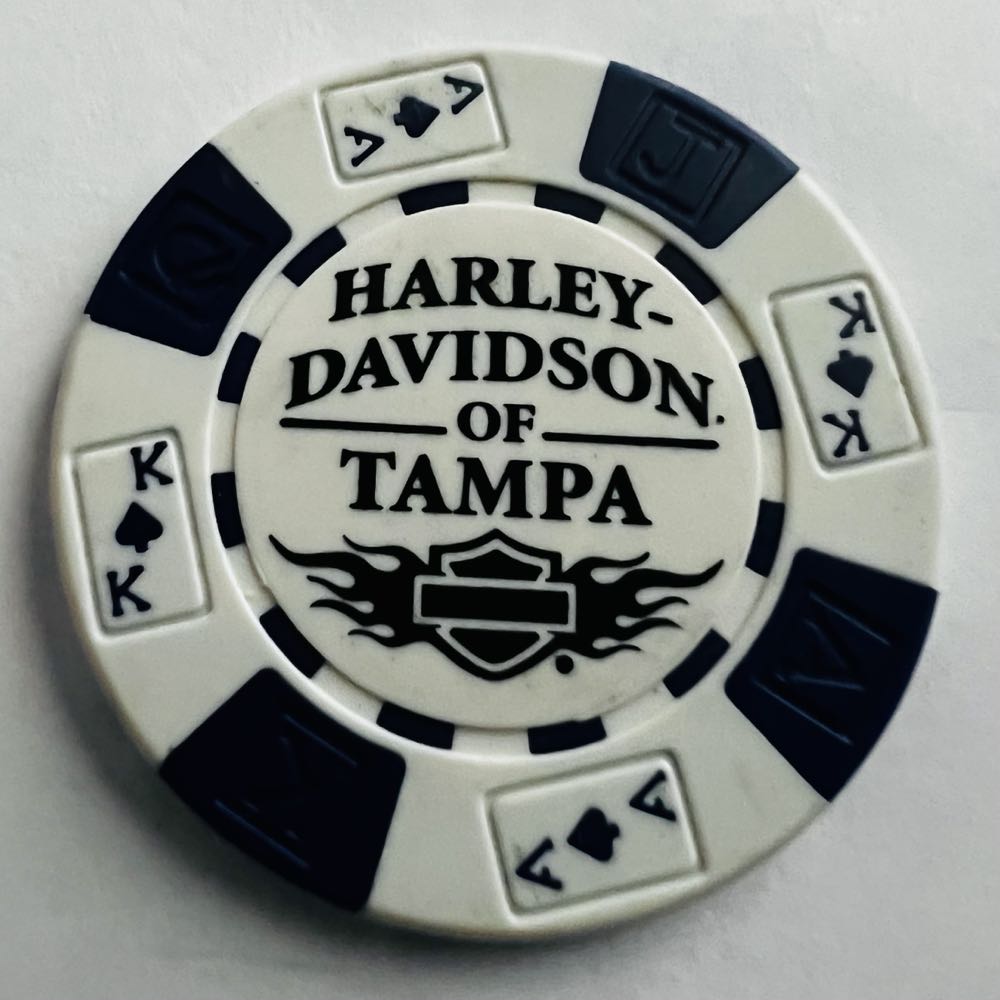 HARLEY-
DAVIDSON.
OF
TAMPA
A A
J
K K
M
A A
M
K K
Q